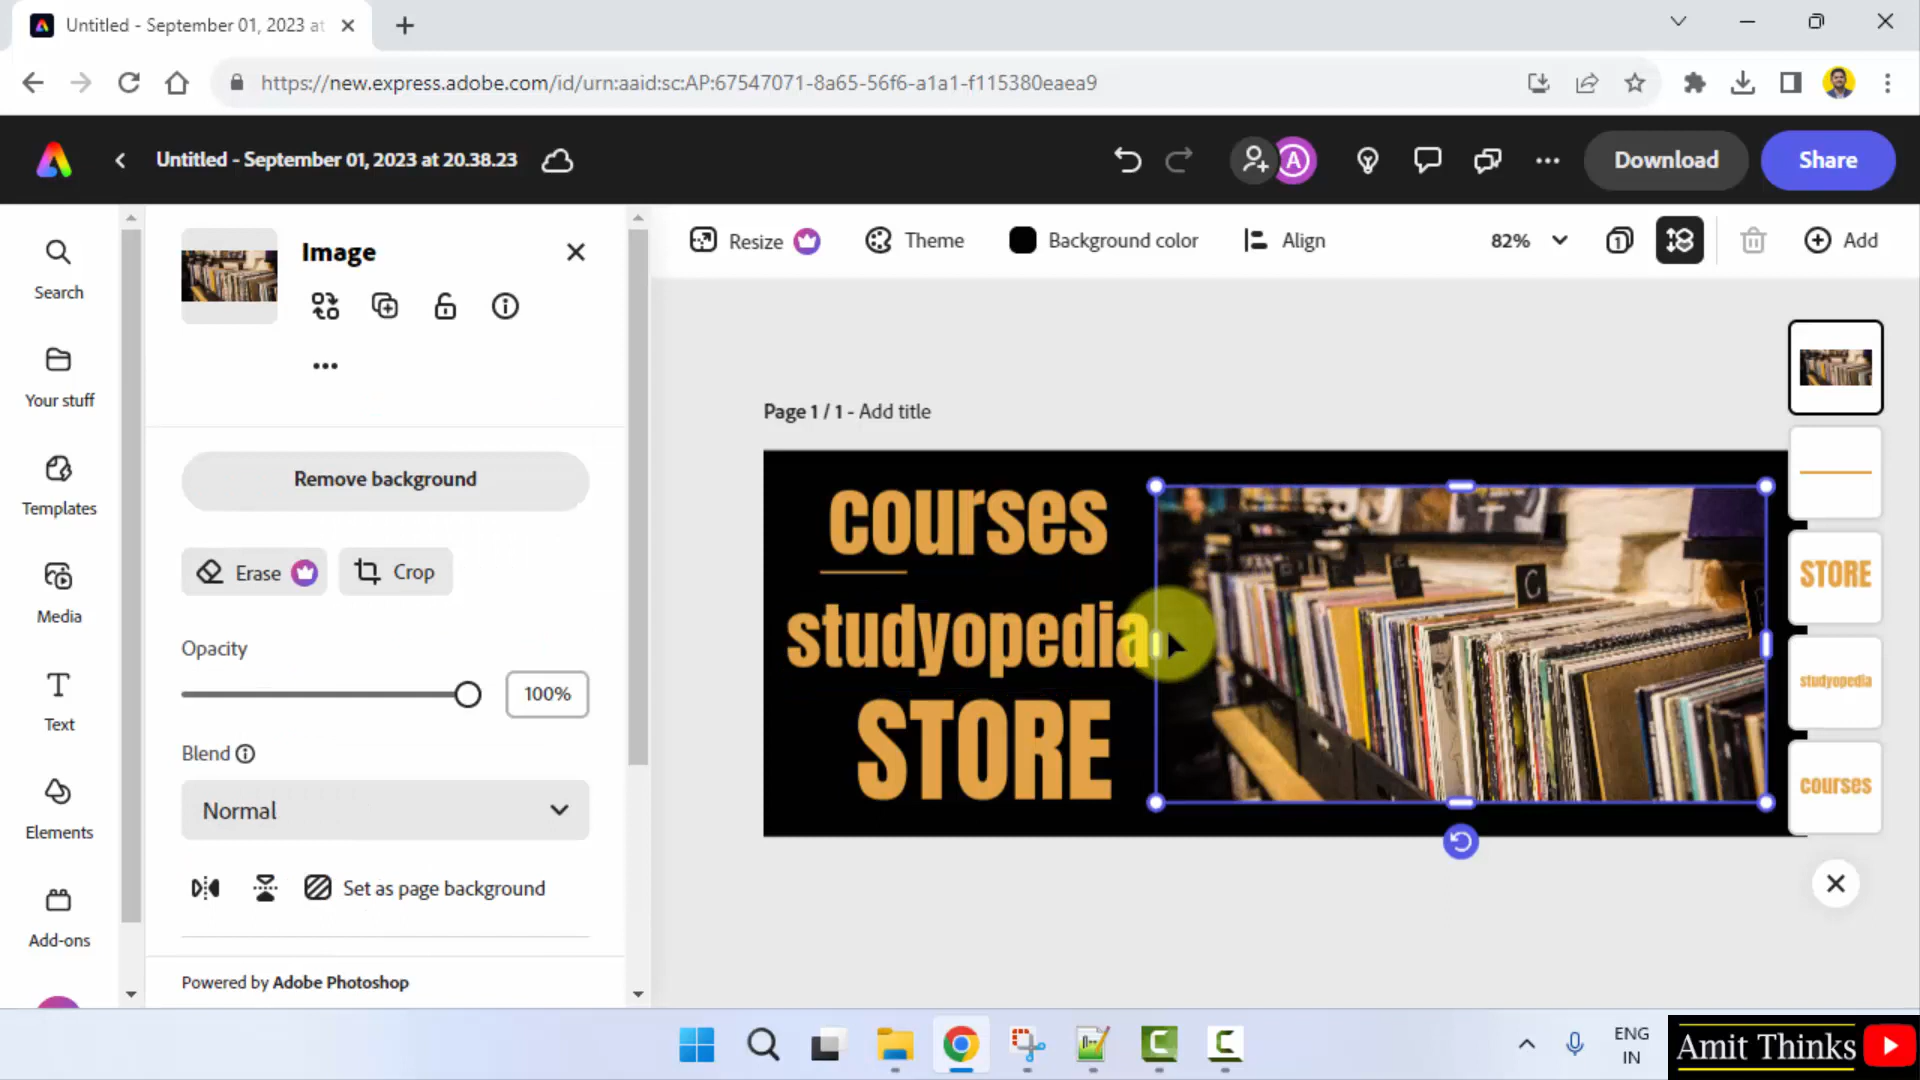 Untitled - September 01, 2023 at
https://new.express.adobe.com/id/urn:aaid:sc:AP:67547071-8a65-56f6-a1a1-f115380eaea9
Untitled - September 01, 2023 at 20.38.23
A
Download
Share
Search
Your stuff
Templates
Media
Text
Elements
Add-ons
Image
Remove background
Erase
Crop
Opacity
100%
Blend
Normal
Set as page background
Powered by Adobe Photoshop
Resize
Theme
Background color
Align
82%
1
Add
Page 1 / 1 - Add title
courses
studyopedia
STORE
C
STORE
studyopedia
courses
ENG
IN
Amit Thinks